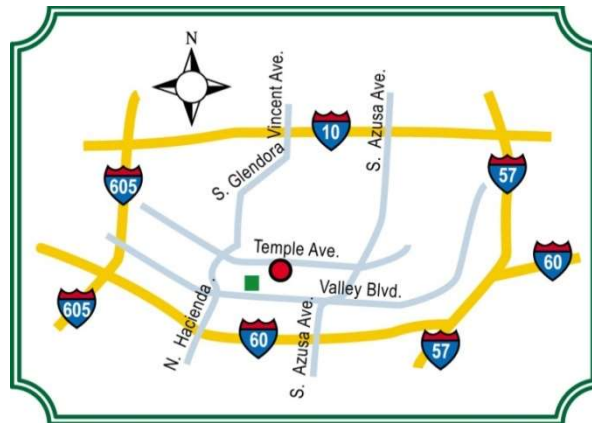 N
Vincent Ave.
S. Glendora
S. Azusa Ave.
10
605
57
Temple Ave.
60
605
Valley Blvd.
N. Hacienda.
60
S. Azusa Ave.
57